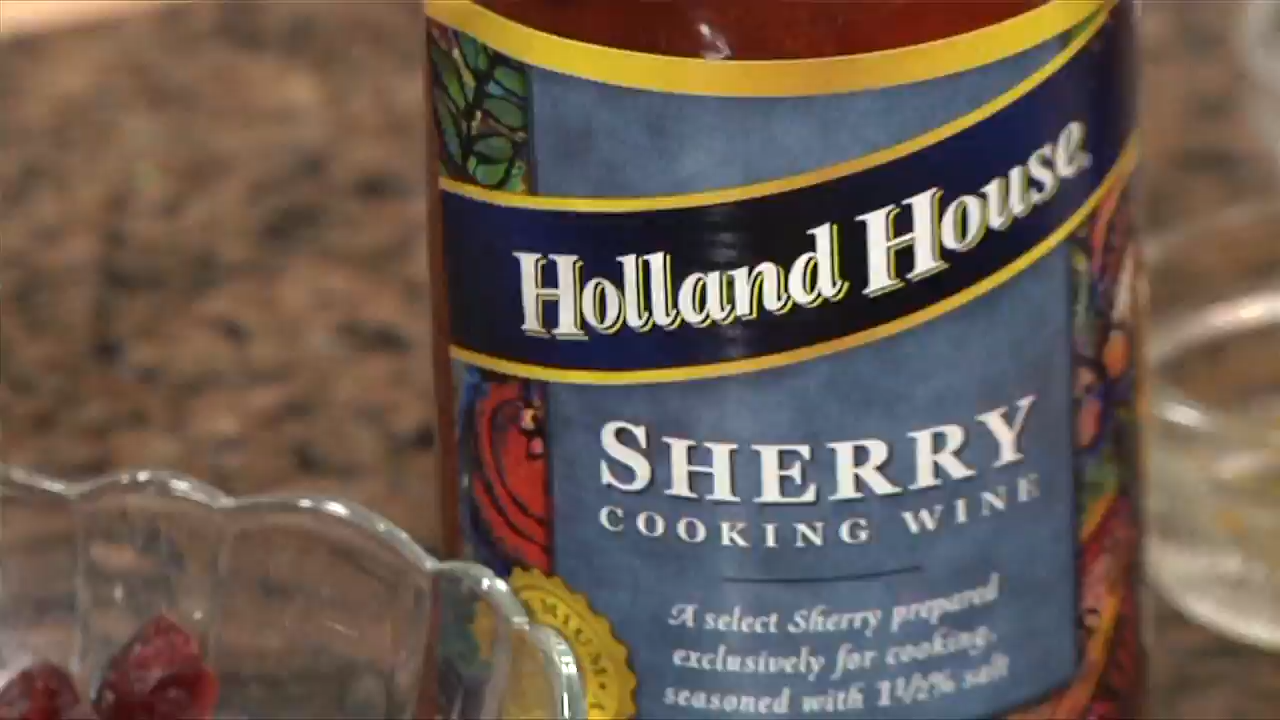 Holland House
SHERRY
COOKING WINE
A select Sherry prepared
exclusively for cooking,
seasoned with 1½% salt